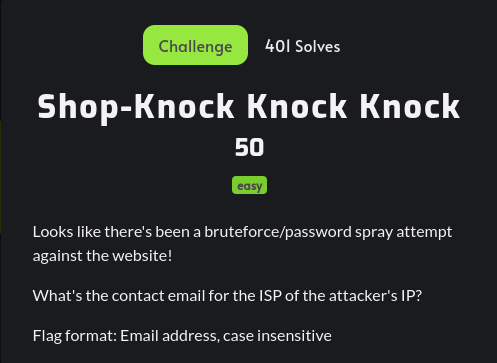 Challenge
401 Solves
Shop-Knock Knock Knock
50
easy
Looks like there's been a bruteforce/password spray attempt
against the website!
What's the contact email for the ISP of the attacker's IP?
Flag format: Email address, case insensitive